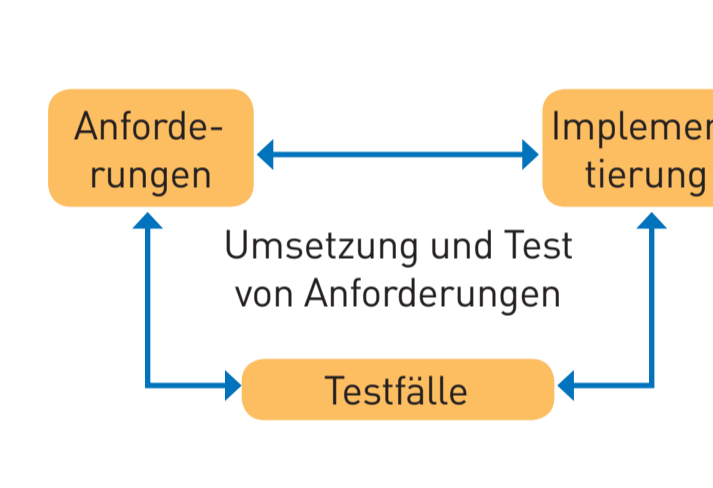 Anforde-
rungen
Implemen
tierung
Umsetzung und Test
von Anforderungen
Testfälle